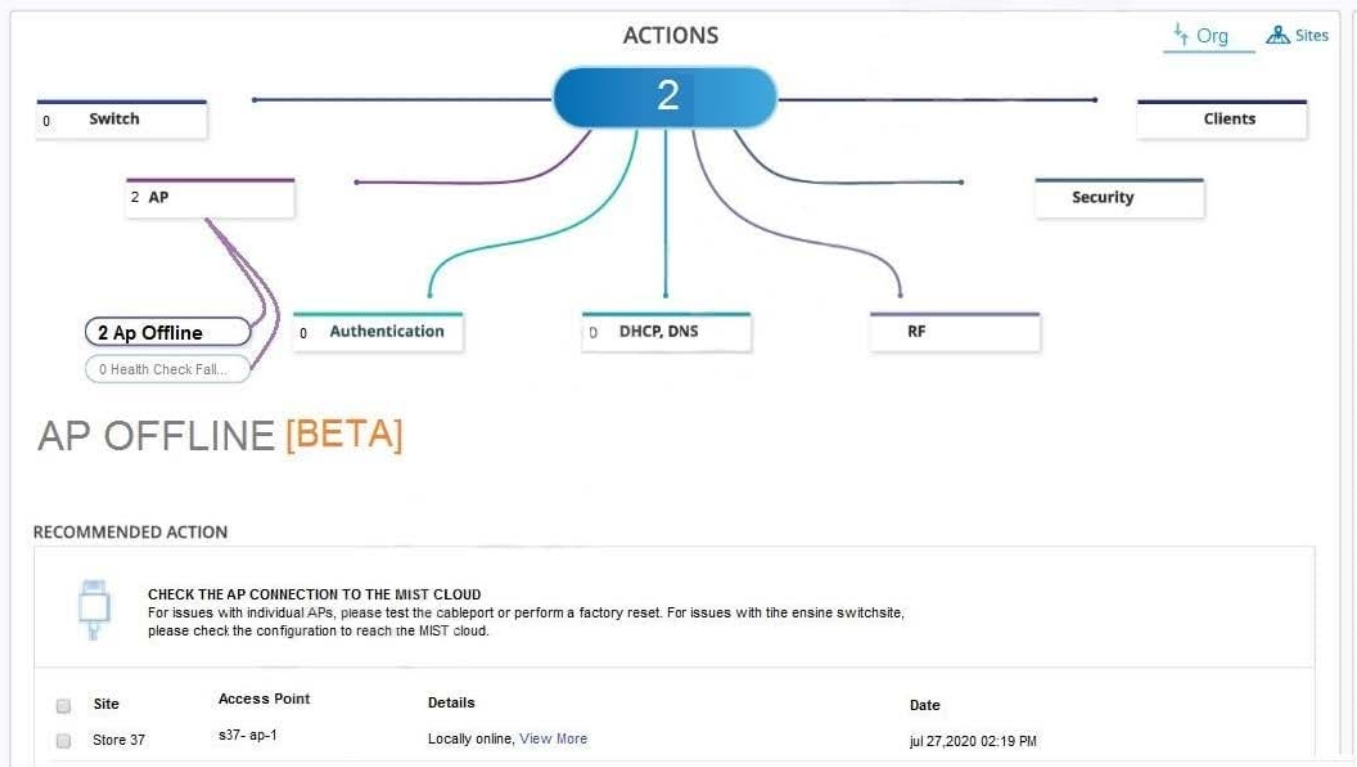 ACTIONS
Org
Sites
2
0 Switch
Clients
2 AP
Security
2 Ap Offline
0 Health Check Fall...
0 Authentication
0 DHCP, DNS
RF
AP OFFLINE [BETA]
RECOMMENDED ACTION
CHECK THE AP CONNECTION TO THE MIST CLOUD
For issues with individual APs, please test the cableport or perform a factory reset. For issues with tihe ensine switchsite,
please check the configuration to reach the MIST cloud.
Site Access Point Details Date
Store 37 s37- ap-1 Locally online, View More jul 27,2020 02:19 PM